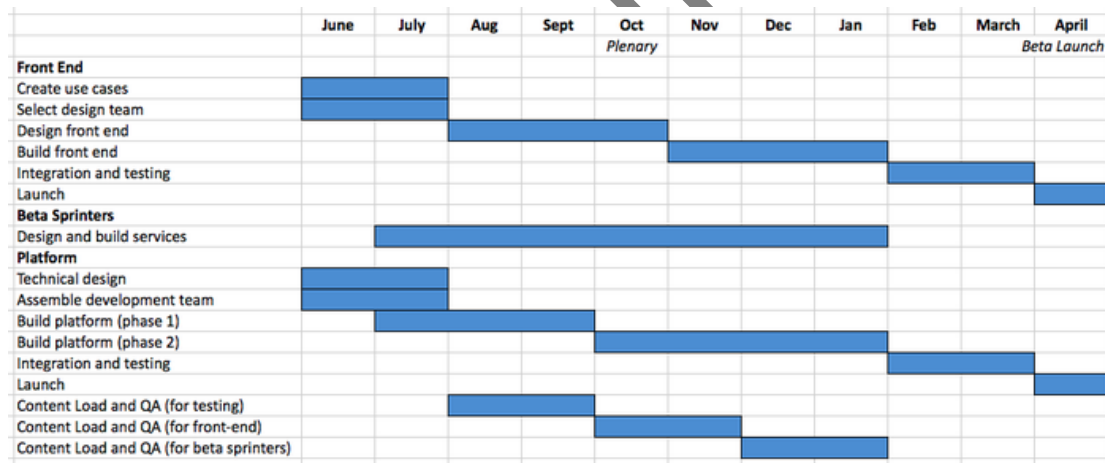 June July Aug Sept Oct Nov Dec Jan Feb March April
Plenary Beta Launch
Front End
Create use cases
Select design team
Design front end
Build front end
Integration and testing
Launch
Beta Sprinters
Design and build services
Platform
Technical design
Assemble development team
Build platform (phase 1)
Build platform (phase 2)
Integration and testing
Launch
Content Load and QA (for testing)
Content Load and QA (for front-end)
Content Load and QA (for beta sprinters)